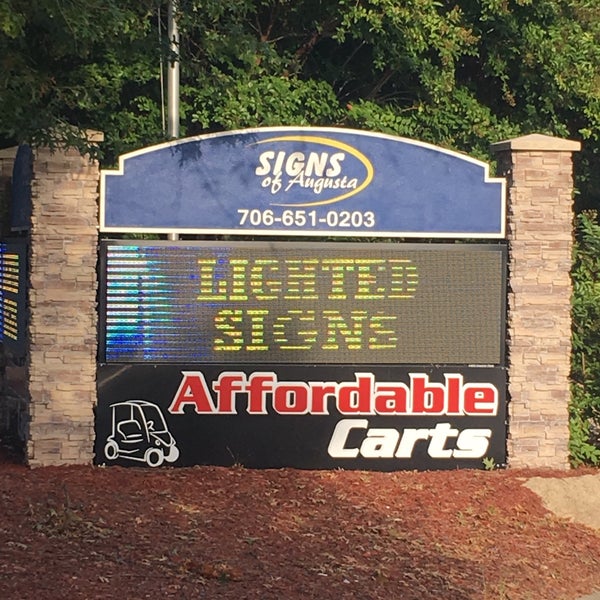 SIGNS
of Augusta
706-651-0203
LIGHTED
SIGNS
Affordable
Carts